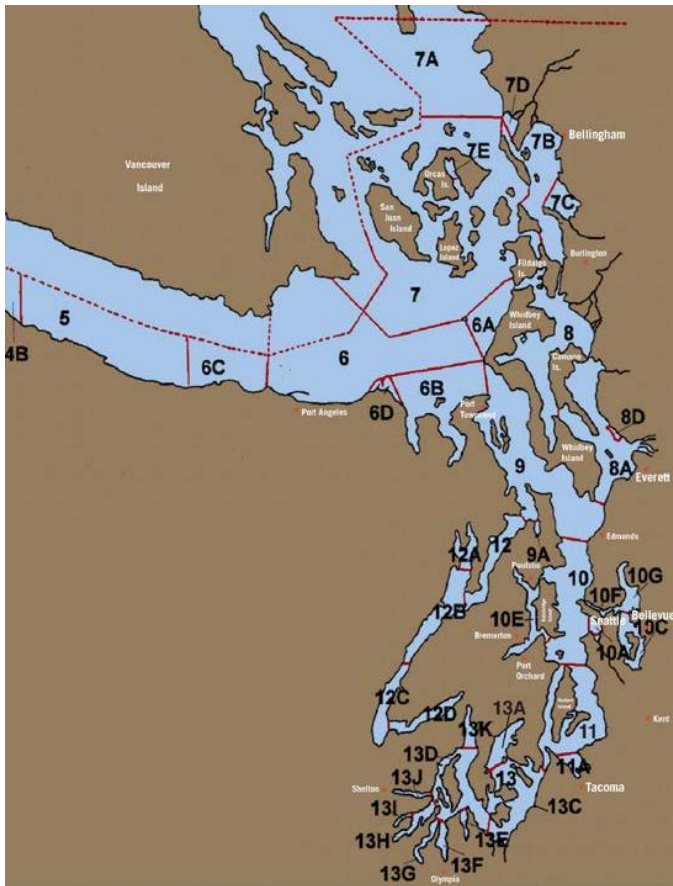 7A
7D
7B
Bellingham
7E
Vancouver
Island
Orcas
Is.
7C
San
Juan
Island
Lopez
Island
Burlington
Fildalgo
Is.
7
6A
Whidbey
Island
8
5
4B
6
6C
Camano
Is.
6B
6D
Port Angeles
Port
Townsend
8D
Whidbey
Island
8A
9
Everett
12
Edmonds
9A
12A
Poulsbo
10
10G
10F
12B
10E
Seattle
Bellevue
Bremerton
10A
Port
Orchard
12C
12D
13A
Kent
13K
11
13D
13
11A
13J
Shelton
Tacoma
13I
13C
13H
13E
13F
13G
Olympia